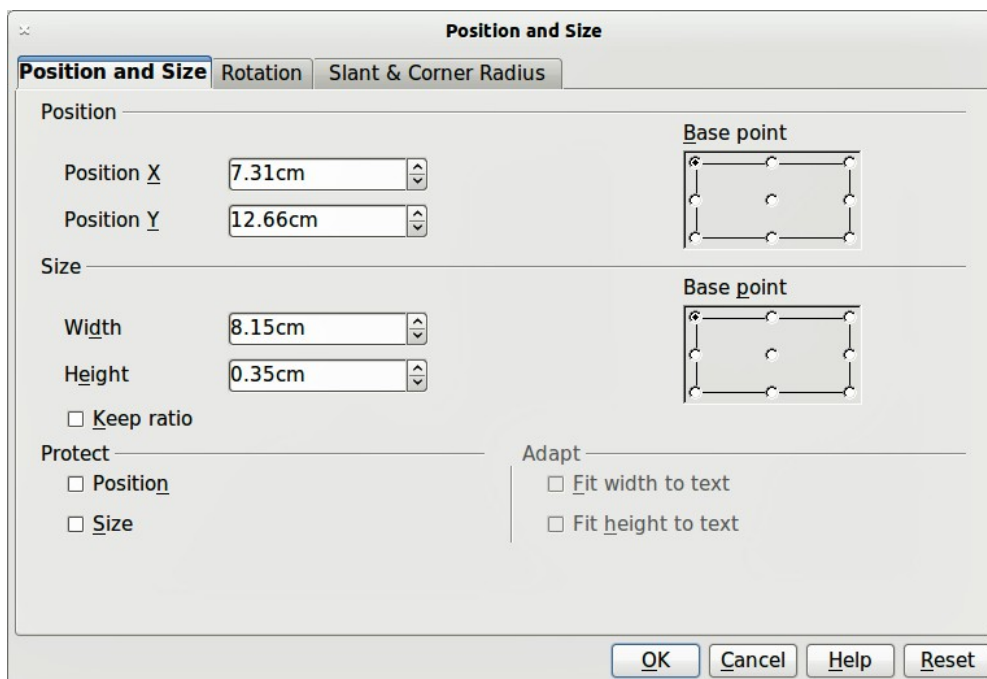 Position and Size
Position and Size Rotation Slant & Corner Radius
Position
Base point
Position X 7.31cm
Position Y 12.66cm
Size
Base point
Width 8.15cm
Height 0.35cm
Keep ratio
Protect Adapt
Position Fit width to text
Size Fit height to text
OK Cancel Help Reset